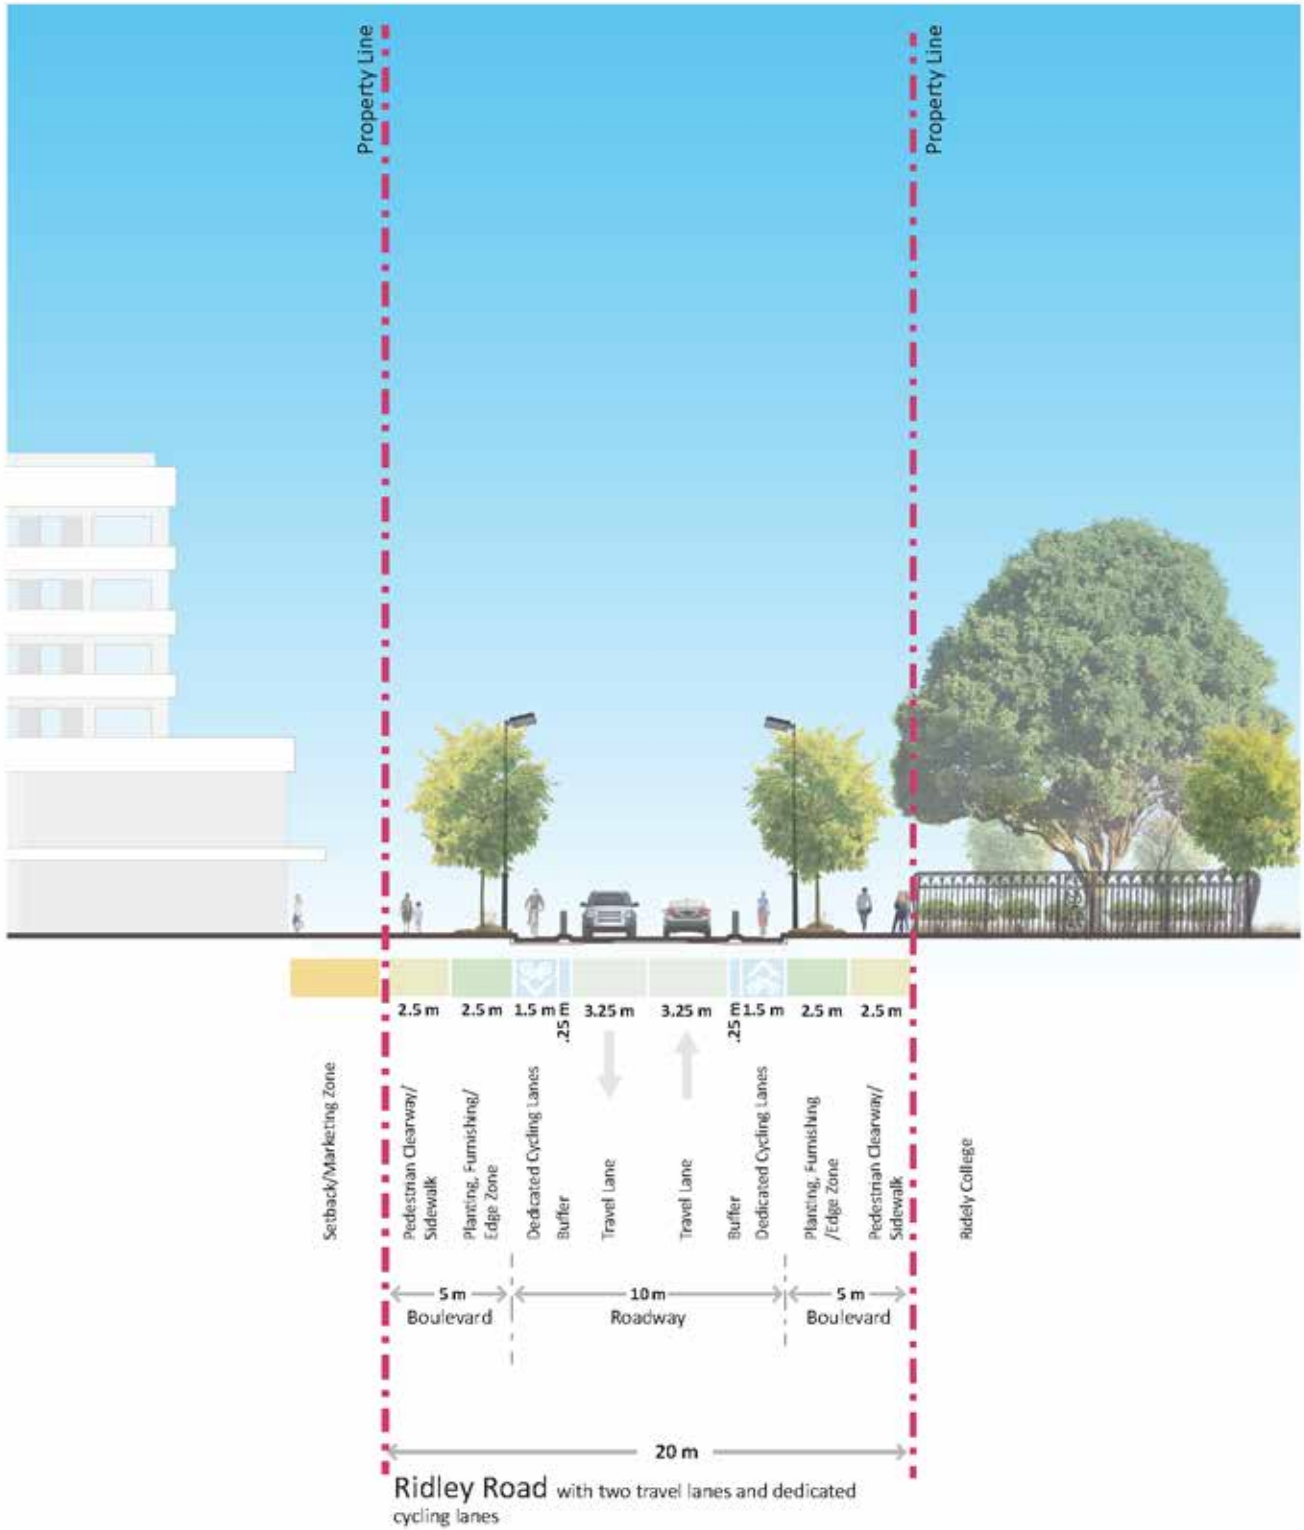 Property Line
Property Line
2.5 m
2.5 m
1.5 m
.25 m
3.25 m
3.25 m
.25 m
1.5 m
2.5 m
2.5 m
Setback/Marketing Zone
Pedestrian Clearway/
Sidewalk
Planting, Furnishing/
Edge Zone
Dedicated Cycling Lanes
Buffer
Travel Lane
Travel Lane
Buffer
Dedicated Cycling Lanes
Planting, Furnishing
/Edge Zone
Pedestrian Clearway/
Sidewalk
Ridely College
5 m
Boulevard
10 m
Roadway
5 m
Boulevard
20 m
Ridley Road with two travel lanes and dedicated
cycling lanes